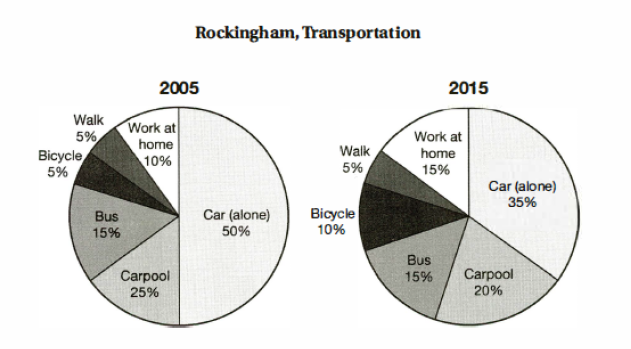 Rockingham, Transportation
2005
Walk
5%
Work at
home
10%
Bicycle
5%
Bus
15%
Car (alone)
50%
Carpool
25%
2015
Walk
5%
Work at
home
15%
Car (alone)
35%
Bicycle
10%
Bus
15%
Carpool
20%